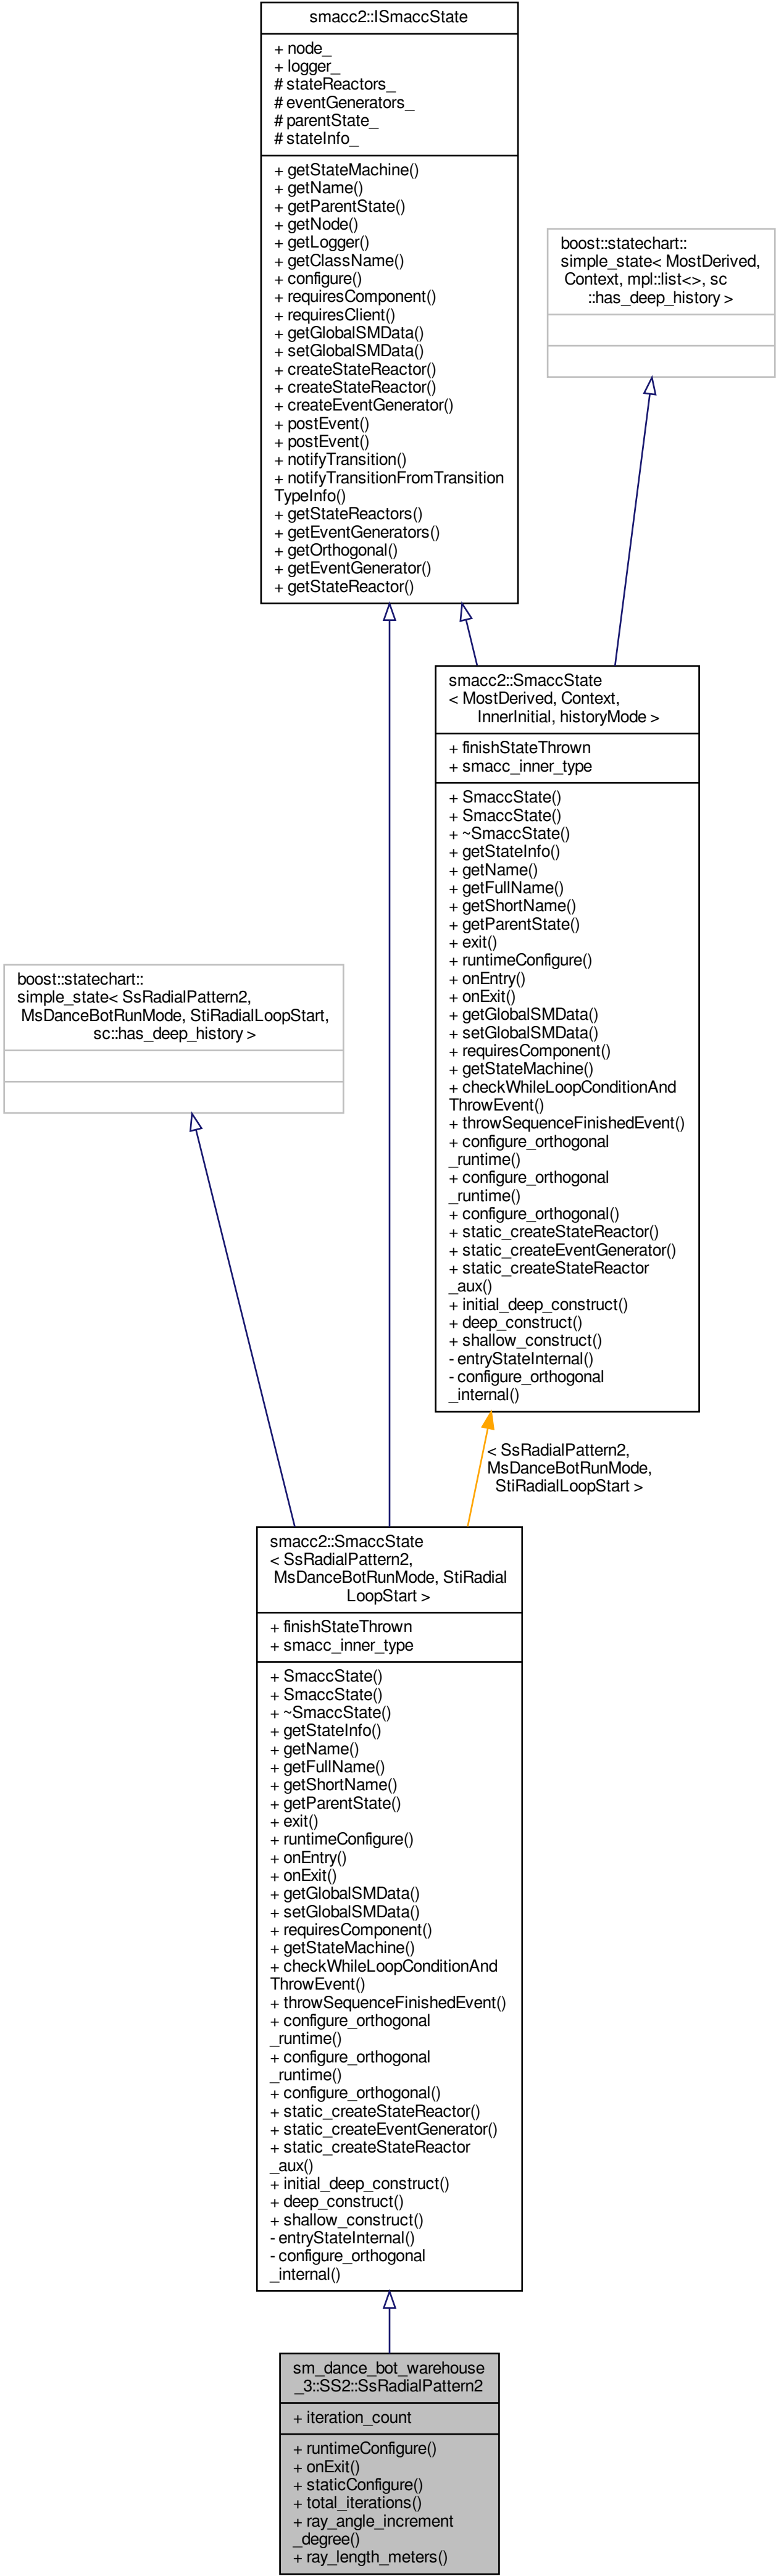 smacc2::ISmaccState
+ node_
+ logger_
# stateReactors_
# eventGenerators_
# parentState_
# stateInfo_
+ getStateMachine()
+ getName()
+ getParentState()
+ getNode()
+ getLogger()
+ getClassName()
+ configure()
+ requiresComponent()
+ requiresClient()
+ getGlobalSMData()
+ setGlobalSMData()
+ createStateReactor()
+ createStateReactor()
+ createEventGenerator()
+ postEvent()
+ postEvent()
+ notifyTransition()
+ notifyTransitionFromTransition
TypeInfo()
+ getStateReactors()
+ getEventGenerators()
+ getOrthogonal()
+ getEventGenerator()
+ getStateReactor()
boost::statechart::
simple_state< MostDerived,
Context, mpl::list<>, sc
::has_deep_history >
smacc2::SmaccState
< MostDerived, Context,
InnerInitial, historyMode >
+ finishStateThrown
+ smacc_inner_type
+ SmaccState()
+ SmaccState()
+ ~SmaccState()
+ getStateInfo()
+ getName()
+ getFullName()
+ getShortName()
+ getParentState()
+ exit()
+ runtimeConfigure()
+ onEntry()
+ onExit()
+ getGlobalSMData()
+ setGlobalSMData()
+ requiresComponent()
+ getStateMachine()
+ checkWhileLoopConditionAnd
ThrowEvent()
+ throwSequenceFinishedEvent()
+ configure_orthogonal
_runtime()
+ configure_orthogonal
_runtime()
+ configure_orthogonal()
+ static_createStateReactor()
+ static_createEventGenerator()
+ static_createStateReactor
_aux()
+ initial_deep_construct()
+ deep_construct()
+ shallow_construct()
- entryStateInternal()
- configure_orthogonal
_internal()
boost::statechart::
simple_state< SsRadialPattern2,
MsDanceBotRunMode, StiRadialLoopStart,
sc::has_deep_history >
< SsRadialPattern2,
MsDanceBotRunMode,
StiRadialLoopStart >
smacc2::SmaccState
< SsRadialPattern2,
MsDanceBotRunMode, StiRadial
LoopStart >
+ finishStateThrown
+ smacc_inner_type
+ SmaccState()
+ SmaccState()
+ ~SmaccState()
+ getStateInfo()
+ getName()
+ getFullName()
+ getShortName()
+ getParentState()
+ exit()
+ runtimeConfigure()
+ onEntry()
+ onExit()
+ getGlobalSMData()
+ setGlobalSMData()
+ requiresComponent()
+ getStateMachine()
+ checkWhileLoopConditionAnd
ThrowEvent()
+ throwSequenceFinishedEvent()
+ configure_orthogonal
_runtime()
+ configure_orthogonal
_runtime()
+ configure_orthogonal()
+ static_createStateReactor()
+ static_createEventGenerator()
+ static_createStateReactor
_aux()
+ initial_deep_construct()
+ deep_construct()
+ shallow_construct()
- entryStateInternal()
- configure_orthogonal
_internal()
sm_dance_bot_warehouse
_3::SS2::SsRadialPattern2
+ iteration_count
+ runtimeConfigure()
+ onExit()
+ staticConfigure()
+ total_iterations()
+ ray_angle_increment
_degree()
+ ray_length_meters()